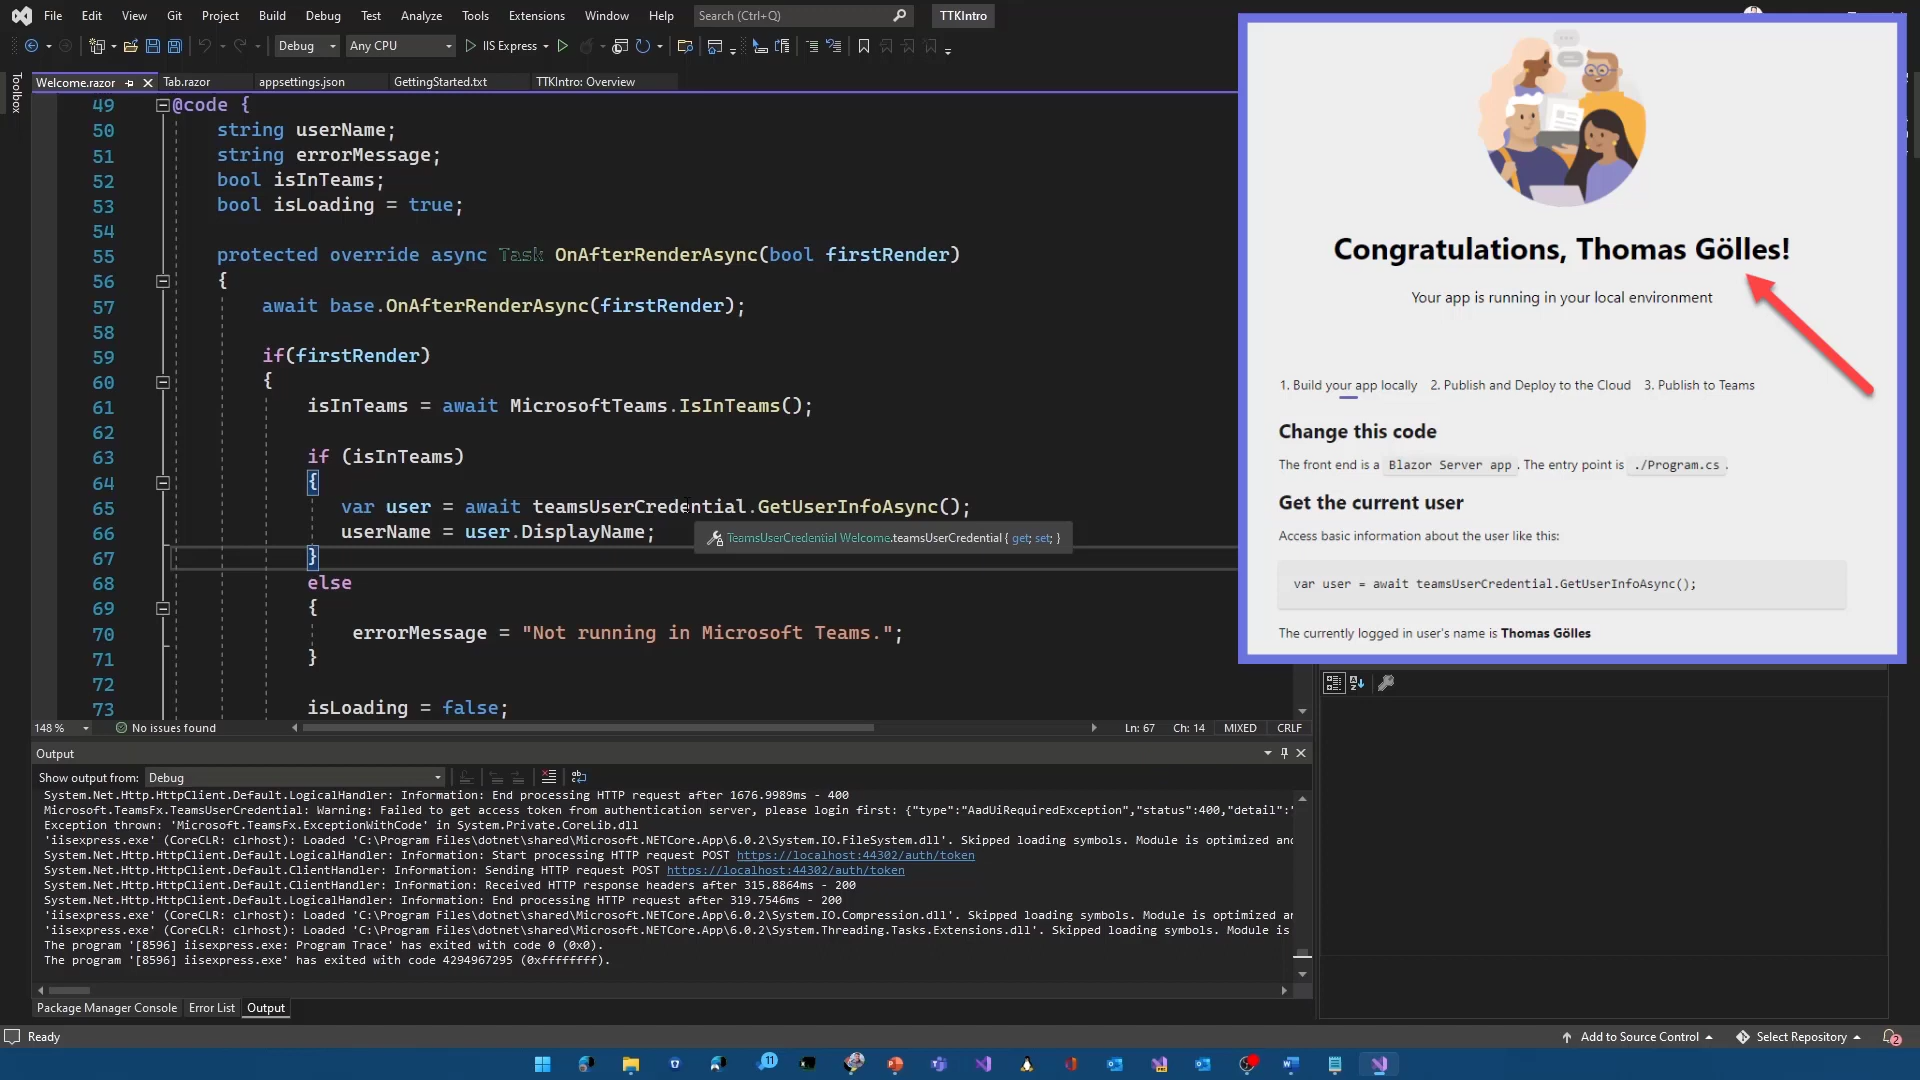 File Edit View Git Project Build Debug Test Analyze Tools Extensions Window Help Search (Ctrl+Q) TTKIntro
Debug Any CPU IIS Express
Toolbox
Welcome.razor Tab.razor appsettings.json GettingStarted.txt TTKIntro: Overview
49 @code {
50 string userName;
51 string errorMessage;
52 bool isInTeams;
53 bool isLoading = true;
54
55 protected override async Task OnAfterRenderAsync(bool firstRender)
56 {
57 await base.OnAfterRenderAsync(firstRender);
58
59 if(firstRender)
60 {
61 isInTeams = await MicrosoftTeams.IsInTeams();
62
63 if (isInTeams)
64 {
65 var user = await teamsUserCredential.GetUserInfoAsync();
66 userName = user.DisplayName;
TeamsUserCredential Welcome.teamsUserCredential { get; set; }
67 }
68 else
69 {
70 errorMessage = "Not running in Microsoft Teams.";
71 }
72
73 isLoading = false;
148 % No issues found Ln: 67 Ch: 14 MIXED CRLF
Congratulations, Thomas Gölles!
Your app is running in your local environment
1. Build your app locally 2. Publish and Deploy to the Cloud 3. Publish to Teams
Change this code
The front end is a Blazor Server app. The entry point is ./Program.cs.
Get the current user
Access basic information about the user like this:
var user = await teamsUserCredential.GetUserInfoAsync();
The currently logged in user's name is Thomas Gölles
Output
Show output from: Debug
System.Net.Http.HttpClient.Default.LogicalHandler: Information: End processing HTTP request after 1676.9989ms - 400
Microsoft.TeamsFx.TeamsUserCredential: Warning: Failed to get access token from authentication server, please login first: {"type":"AadUiRequiredException","status":400,"detail":'
Exception thrown: 'Microsoft.TeamsFx.ExceptionWithCode' in System.Private.CoreLib.dll
'iisexpress.exe' (CoreCLR: clrhost): Loaded 'C:\Program Files\dotnet\shared\Microsoft.NETCore.App\6.0.2\System.IO.FileSystem.dll'. Skipped loading symbols. Module is optimized and
System.Net.Http.HttpClient.Default.LogicalHandler: Information: Start processing HTTP request POST https://localhost:44302/auth/token
System.Net.Http.HttpClient.Default.ClientHandler: Information: Sending HTTP request POST https://localhost:44302/auth/token
System.Net.Http.HttpClient.Default.ClientHandler: Information: Received HTTP response headers after 315.8864ms - 200
System.Net.Http.HttpClient.Default.LogicalHandler: Information: End processing HTTP request after 319.7546ms - 200
'iisexpress.exe' (CoreCLR: clrhost): Loaded 'C:\Program Files\dotnet\shared\Microsoft.NETCore.App\6.0.2\System.IO.Compression.dll'. Skipped loading symbols. Module is optimized an
'iisexpress.exe' (CoreCLR: clrhost): Loaded 'C:\Program Files\dotnet\shared\Microsoft.NETCore.App\6.0.2\System.Threading.Tasks.Extensions.dll'. Skipped loading symbols. Module is
The program '[8596] iisexpress.exe: Program Trace' has exited with code 0 (0x0).
The program '[8596] iisexpress.exe' has exited with code 4294967295 (0xffffffff).
Package Manager Console Error List Output
Ready Add to Source Control Select Repository 2
11